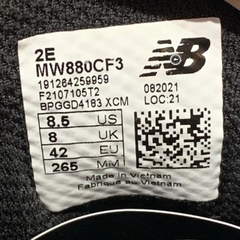 2E
MW880CF3
191264259959
F2107105T2
BPGGD4183 XCM
NB
082021
LOC:21
8.5 US
8 UK
42 EU
265 MM
Made in Vietnam
Fabriqué au Vietnam